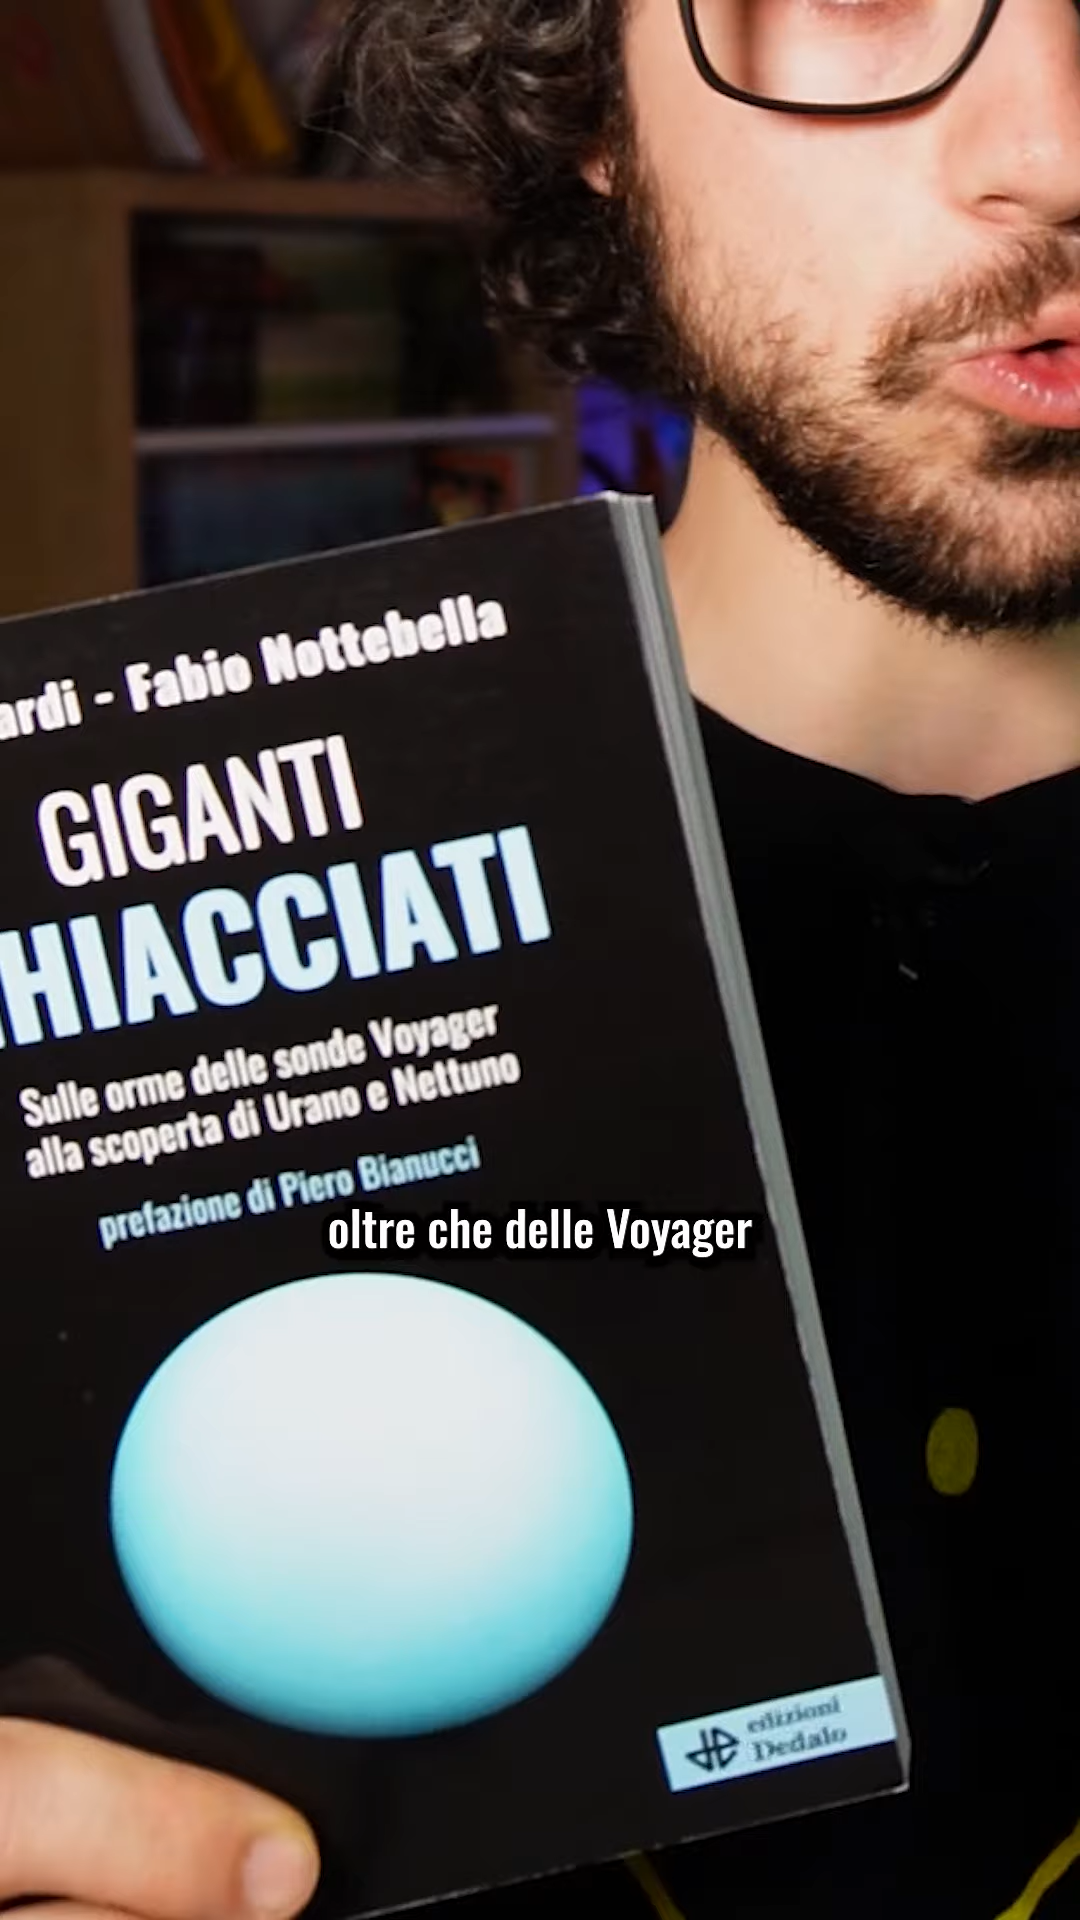 ardi - Fabio Nottebella
GIGANTI
HIACCIATI
Sulle orme delle sonde Voyager
alla scoperta di Urano e Nettuno
prefazione di Piero Bianucci
oltre che delle Voyager
edizioni
Dedalo